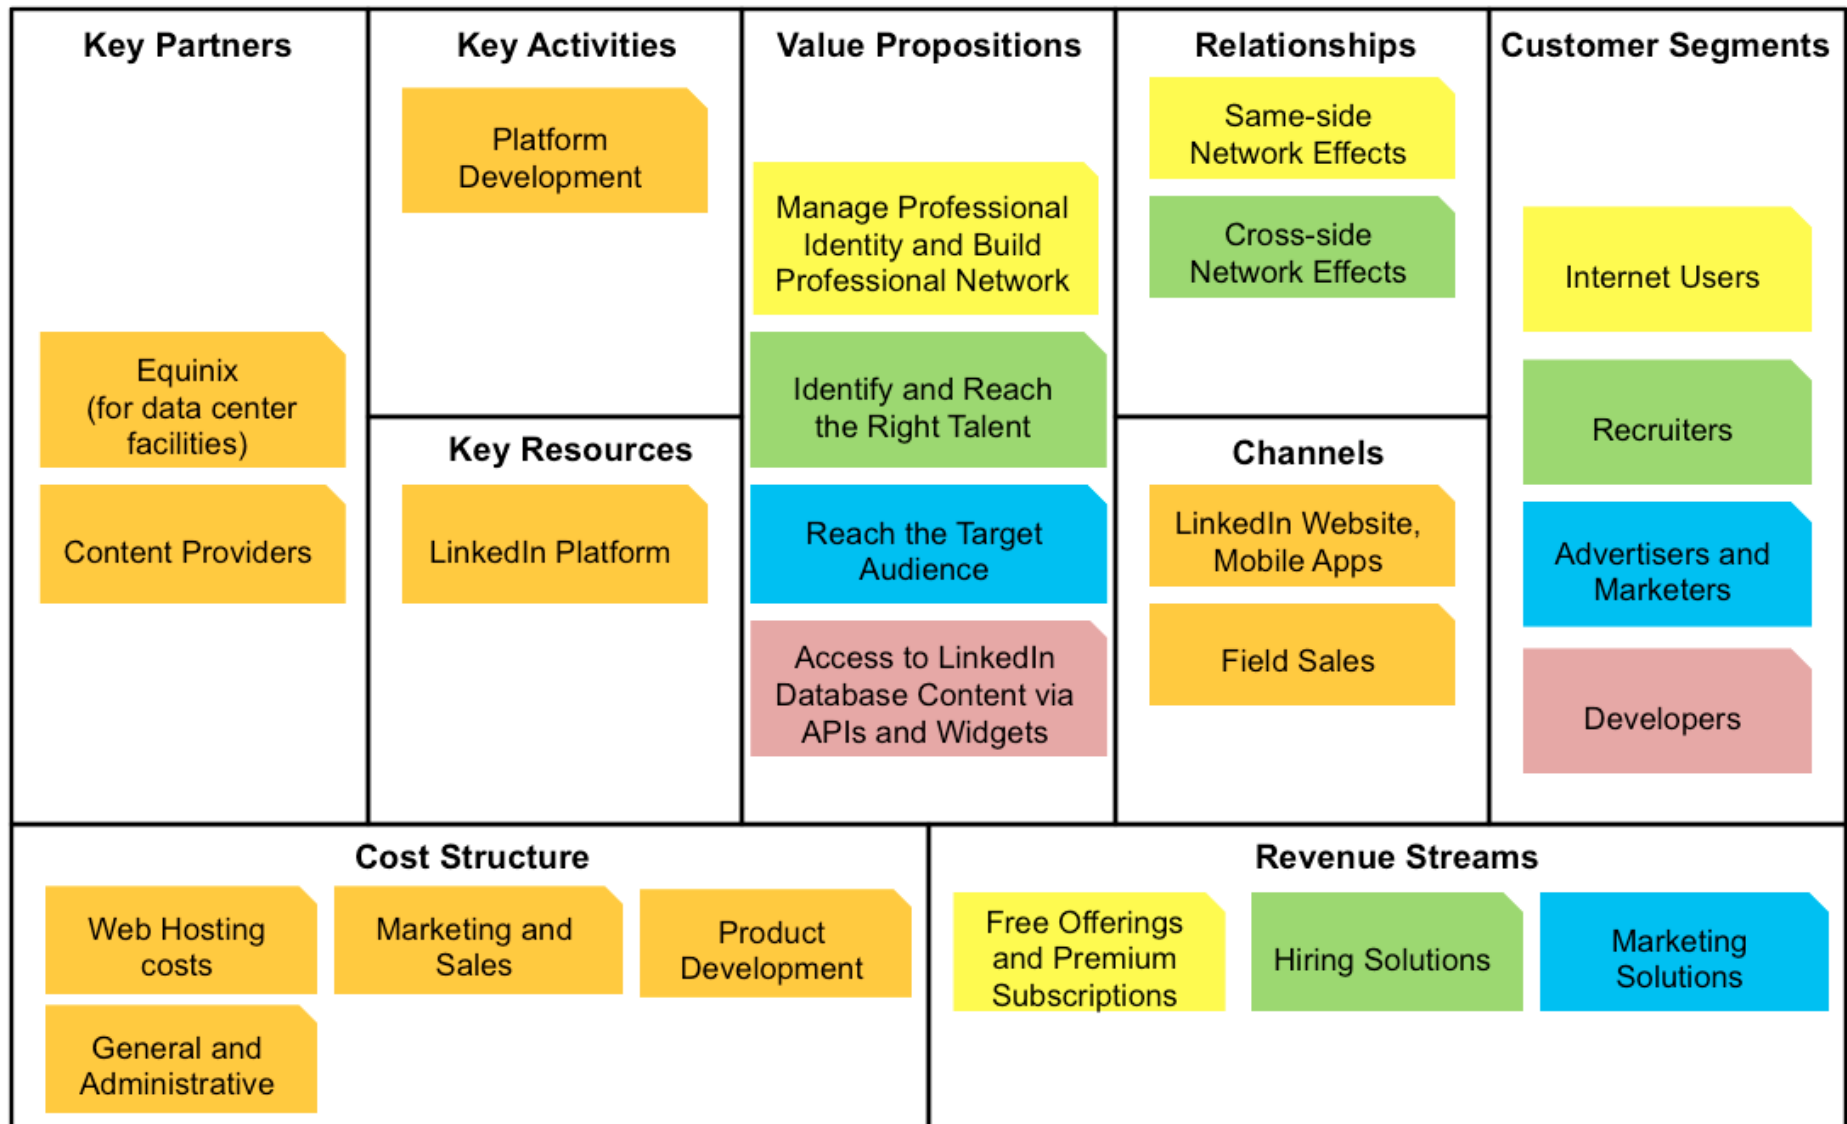 Key Partners
Equinix
(for data center
facilities)
Content Providers
Key Activities
Platform
Development
Key Resources
LinkedIn Platform
Value Propositions
Manage Professional
Identity and Build
Professional Network
Identify and Reach
the Right Talent
Reach the Target
Audience
Access to LinkedIn
Database Content via
APIs and Widgets
Relationships
Same-side
Network Effects
Cross-side
Network Effects
Channels
LinkedIn Website,
Mobile Apps
Field Sales
Customer Segments
Internet Users
Recruiters
Advertisers and
Marketers
Developers
Cost Structure
Web Hosting
costs
Marketing and
Sales
Product
Development
General and
Administrative
Revenue Streams
Free Offerings
and Premium
Subscriptions
Hiring Solutions
Marketing
Solutions